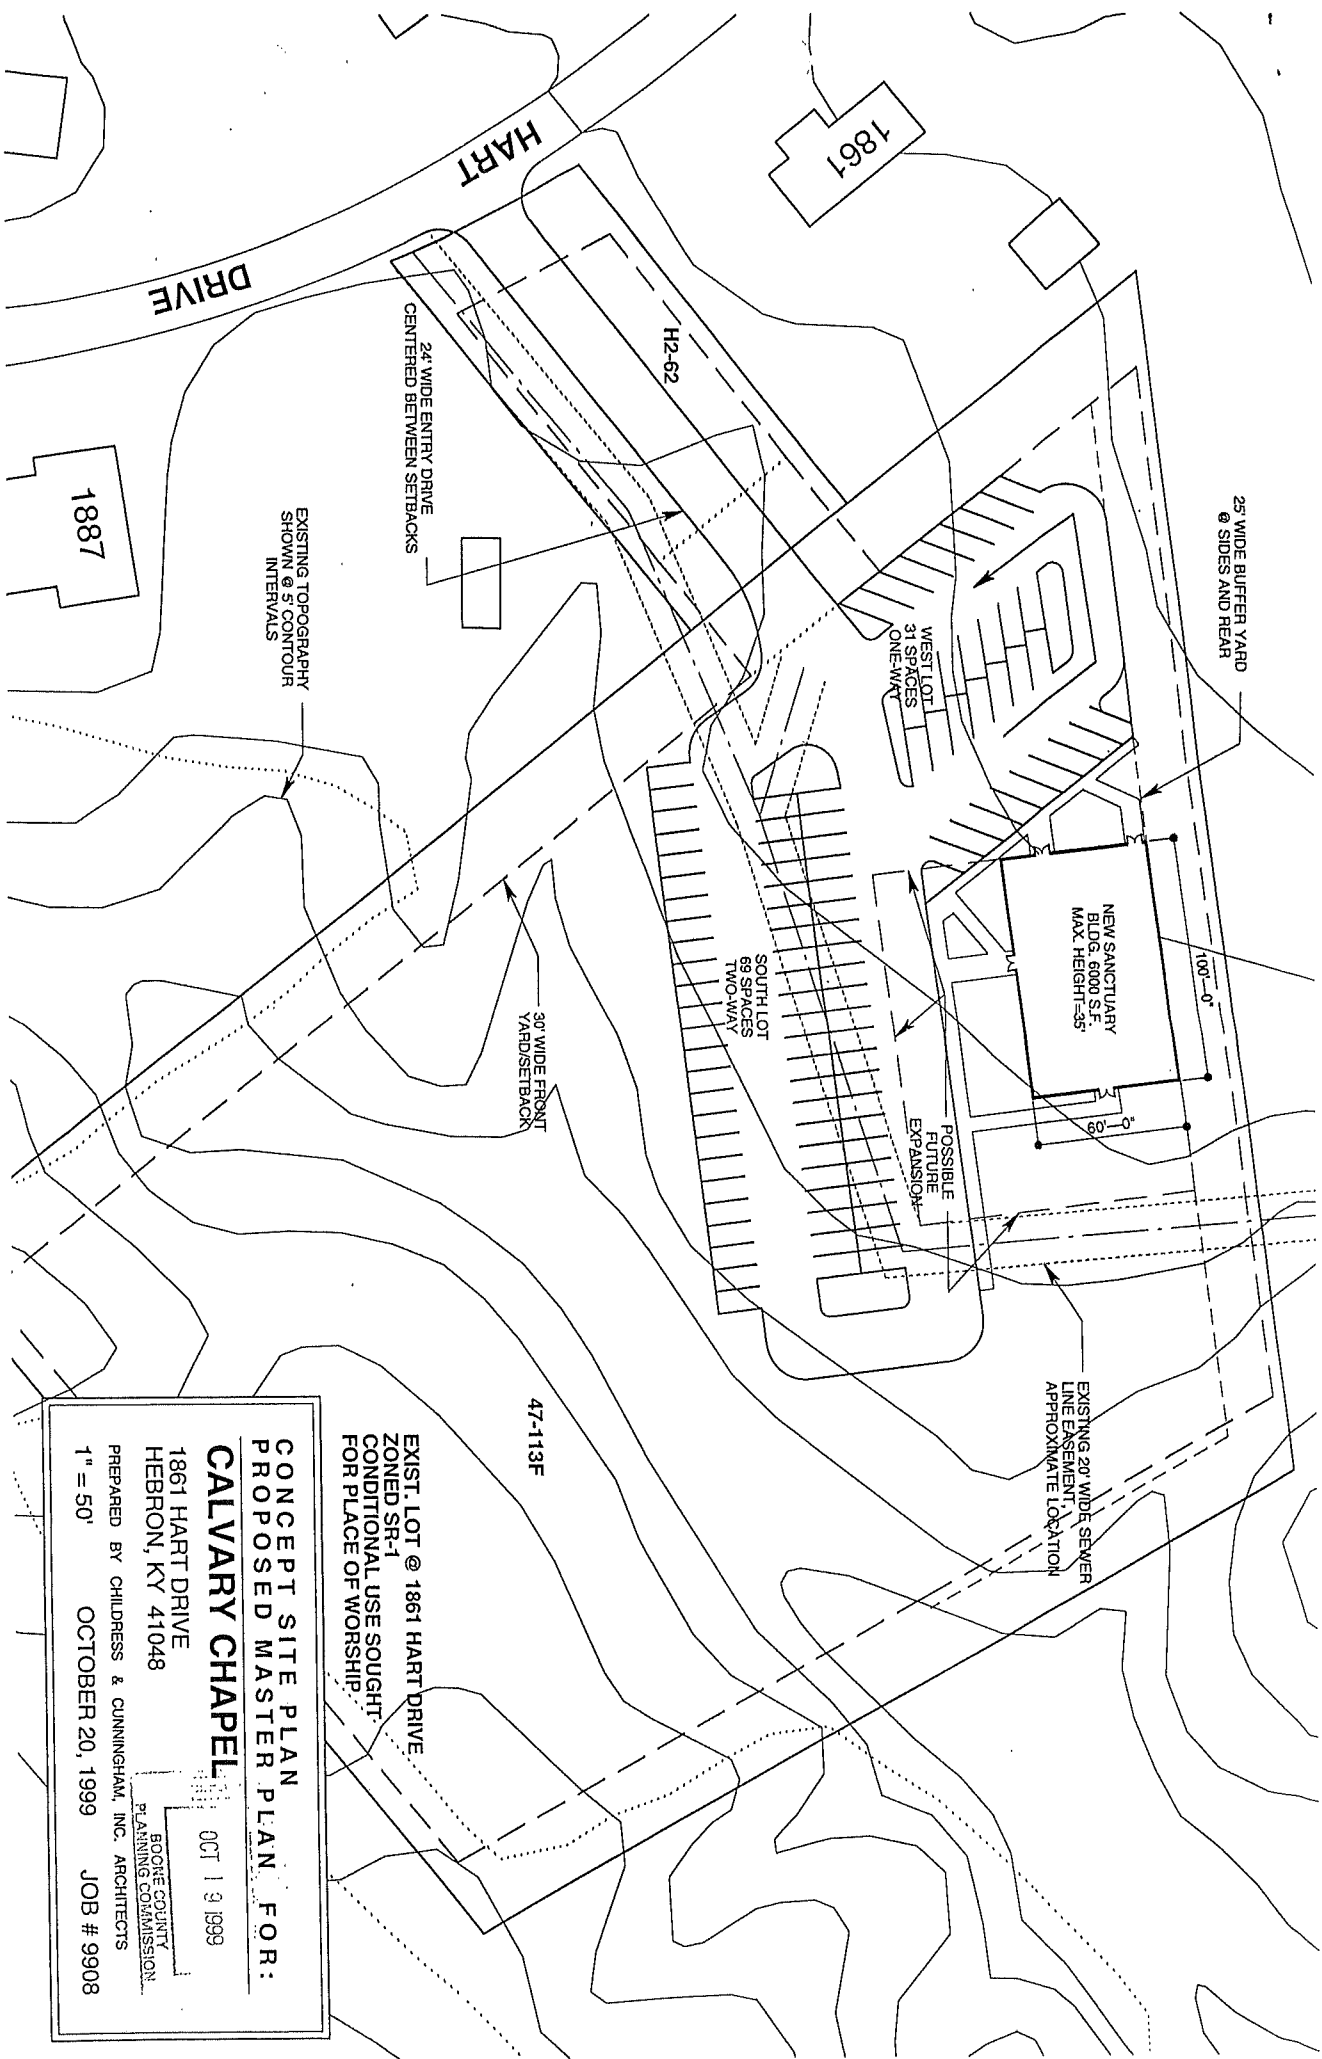 HART
DRIVE
1861
1887
H2-62
24' WIDE ENTRY DRIVE
CENTERED BETWEEN SETBACKS
EXISTING TOPOGRAPHY
SHOWN @ 5' CONTOUR
INTERVALS
25' WIDE BUFFER YARD
@ SIDES AND REAR
WEST LOT
31 SPACES
ONE-WAY
NEW SANCTUARY
BLDG. 6000 S.F.
MAX. HEIGHT=35'
100'-0"
60'-0"
SOUTH LOT
69 SPACES
TWO-WAY
30' WIDE FRONT
YARD/SETBACK
POSSIBLE
FUTURE
EXPANSION
EXISTING 20' WIDE SEWER
LINE EASEMENT,
APPROXIMATE LOCATION
47-113F
EXIST. LOT @ 1861 HART DRIVE
ZONED SR-1
CONDITIONAL USE SOUGHT
FOR PLACE OF WORSHIP
CONCEPT SITE PLAN
PROPOSED MASTER PLAN FOR:
CALVARY CHAPEL
1861 HART DRIVE
HEBRON, KY 41048
OCT 19 1999
BOONE COUNTY
PLANNING COMMISSION
PREPARED BY CHILDRESS & CUNNINGHAM, INC. ARCHITECTS
1" = 50' OCTOBER 20, 1999 JOB # 9908